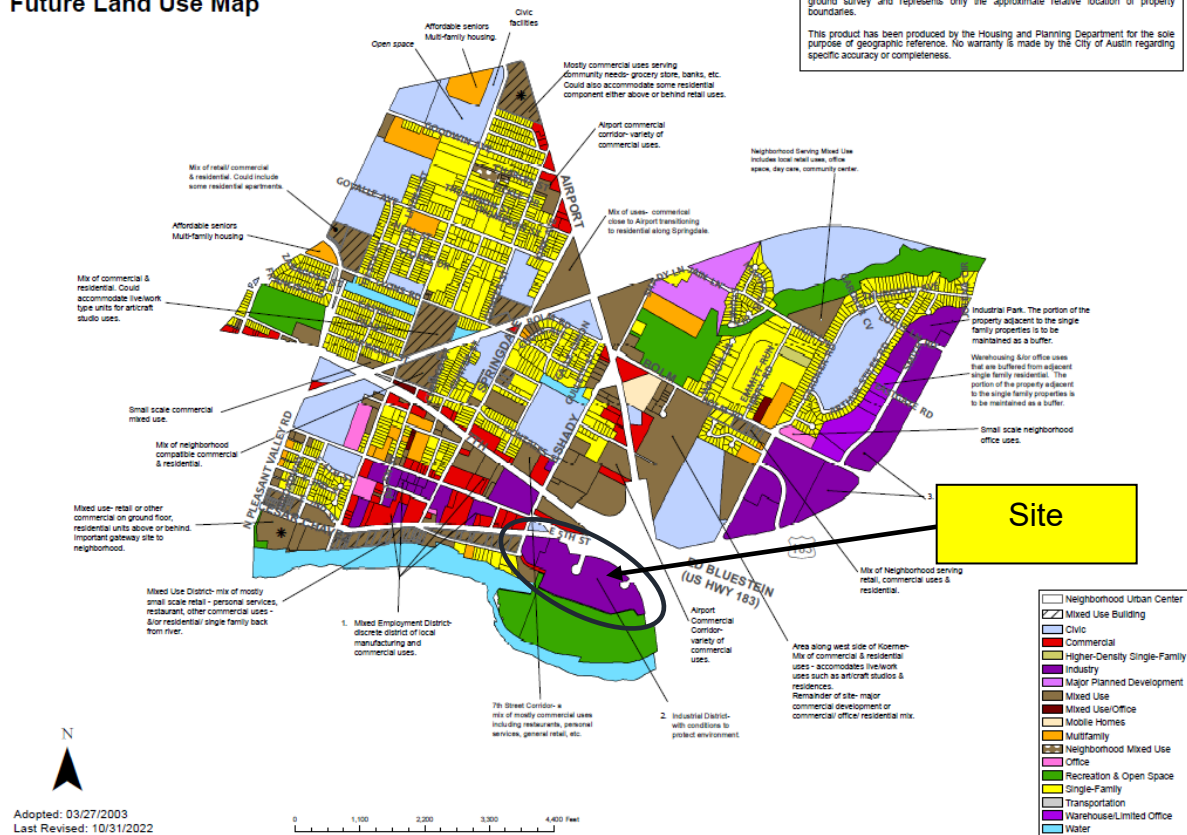 Future Land Use Map
ground survey and represents only the approximate relative location of property
boundaries.
This product has been produced by the Housing and Planning Department for the sole
purpose of geographic reference. No warranty is made by the City of Austin regarding
specific accuracy or completeness.
Civic
facilities
Affordable seniors
Multi-family housing.
Open space
Mostly commercial uses serving
community needs- grocery store, banks, etc.
Could also accommodate some residential
component either above or behind retail uses.
Airport commercial
corridor- variety of
commercial uses.
Neighborhood Serving Mixed Use
includes local retail uses, office
space, day care, community center.
Mix of retail/ commercial
& residential. Could include
some residential apartments.
Mix of uses- commerical
close to Airport transitioning
to residential along Springdale.
Affordable seniors
Multi-family housing
Mix of commercial &
residential. Could
accommodate live/work
type units for art/craft
studio uses.
Industrial Park. The portion of the
property adjacent to the single
family properties is to be
maintained as a buffer.
Warehousing &/or office uses
that are buffered from adjacent
single family residential. The
portion of the property adjacent
to the single family properties is
to be maintained as a buffer.
Small scale neighborhood
office uses.
Small scale commercial
mixed use.
Mix of neighborhood
compatible commercial
& residential.
Mixed use- retail or other
commercial on ground floor,
residential units above or behind.
Important gateway site to
neighborhood.
Mixed Use District- mix of mostly
small scale retail - personal services,
restaurant, other commercial uses -
&/or residential/ single family back
from river.
1. Mixed Employment District-
discrete district of local
manufacturing and
commercial uses.
7th Street Corridor- a
mix of mostly commercial uses
including restaurants, personal
services, general retail, etc.
2. Industrial District-
with conditions to
protect environment.
Airport
Commercial
Corridor-
variety of
commercial
uses.
Area along west side of Koerner-
Mix of commercial & residential
uses - accomodates live/work
uses such as art/craft studios &
residences.
Remainder of site- major
commercial development or
commercial/ office/ residential mix.
Mix of Neighborhood serving
retail, commercial uses &
residential.
3.
Site
GOODWIN AVE
GOVALLE AVE
AIRPORT
BOLM
SPRINGDALE
SHADY
7TH
E 5TH ST
N PLEASANT VALLEY RD
ED BLUESTEIN
(US HWY 183)
183
EMMETT RUN
Neighborhood Urban Center
Mixed Use Building
Civic
Commercial
Higher-Density Single-Family
Industry
Major Planned Development
Mixed Use
Mixed Use/Office
Mobile Homes
Multifamily
Neighborhood Mixed Use
Office
Recreation & Open Space
Single-Family
Transportation
Warehouse/Limited Office
Water
N
Adopted: 03/27/2003
Last Revised: 10/31/2022
0 1,100 2,200 3,300 4,400 Feet